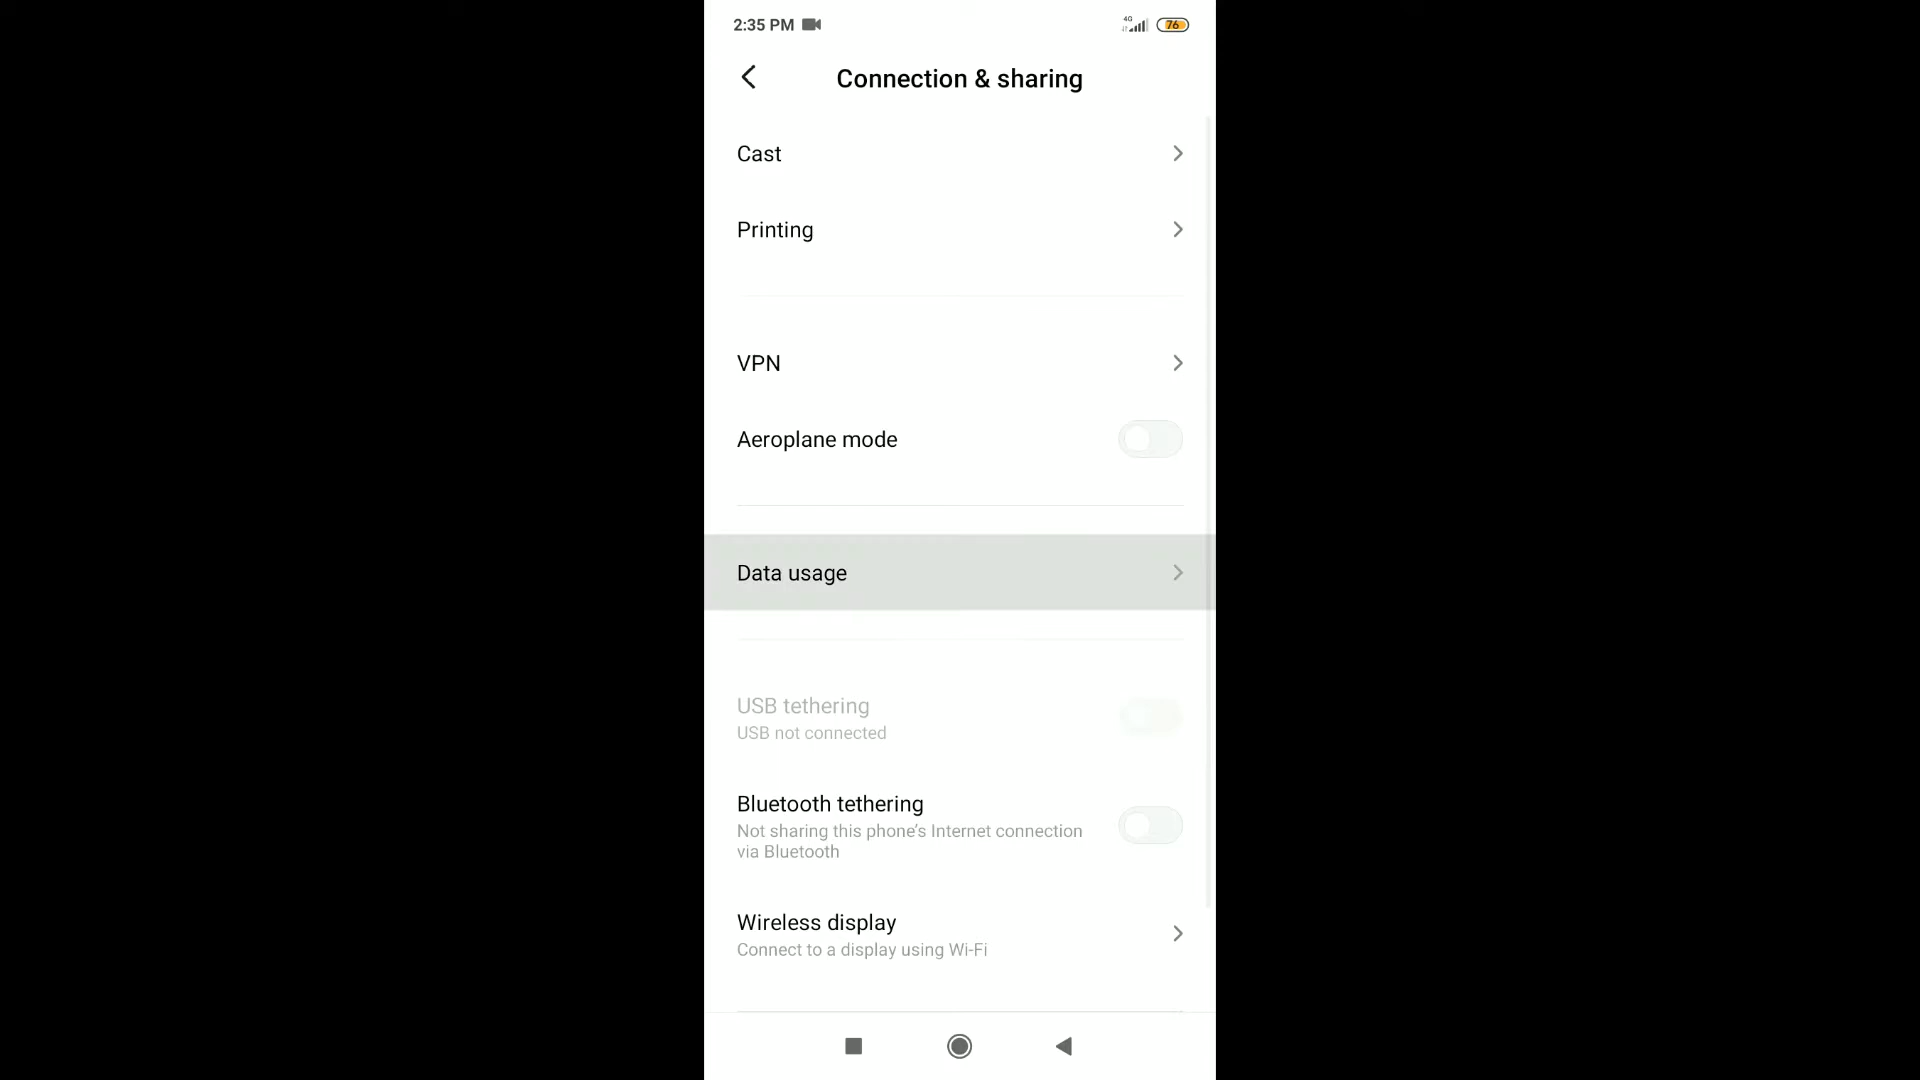 2:35 PM
4G
76
Connection & sharing
Cast
Printing
VPN
Aeroplane mode
Data usage
USB tethering
USB not connected
Bluetooth tethering
Not sharing this phone’s Internet connection
via Bluetooth
Wireless display
Connect to a display using Wi-Fi